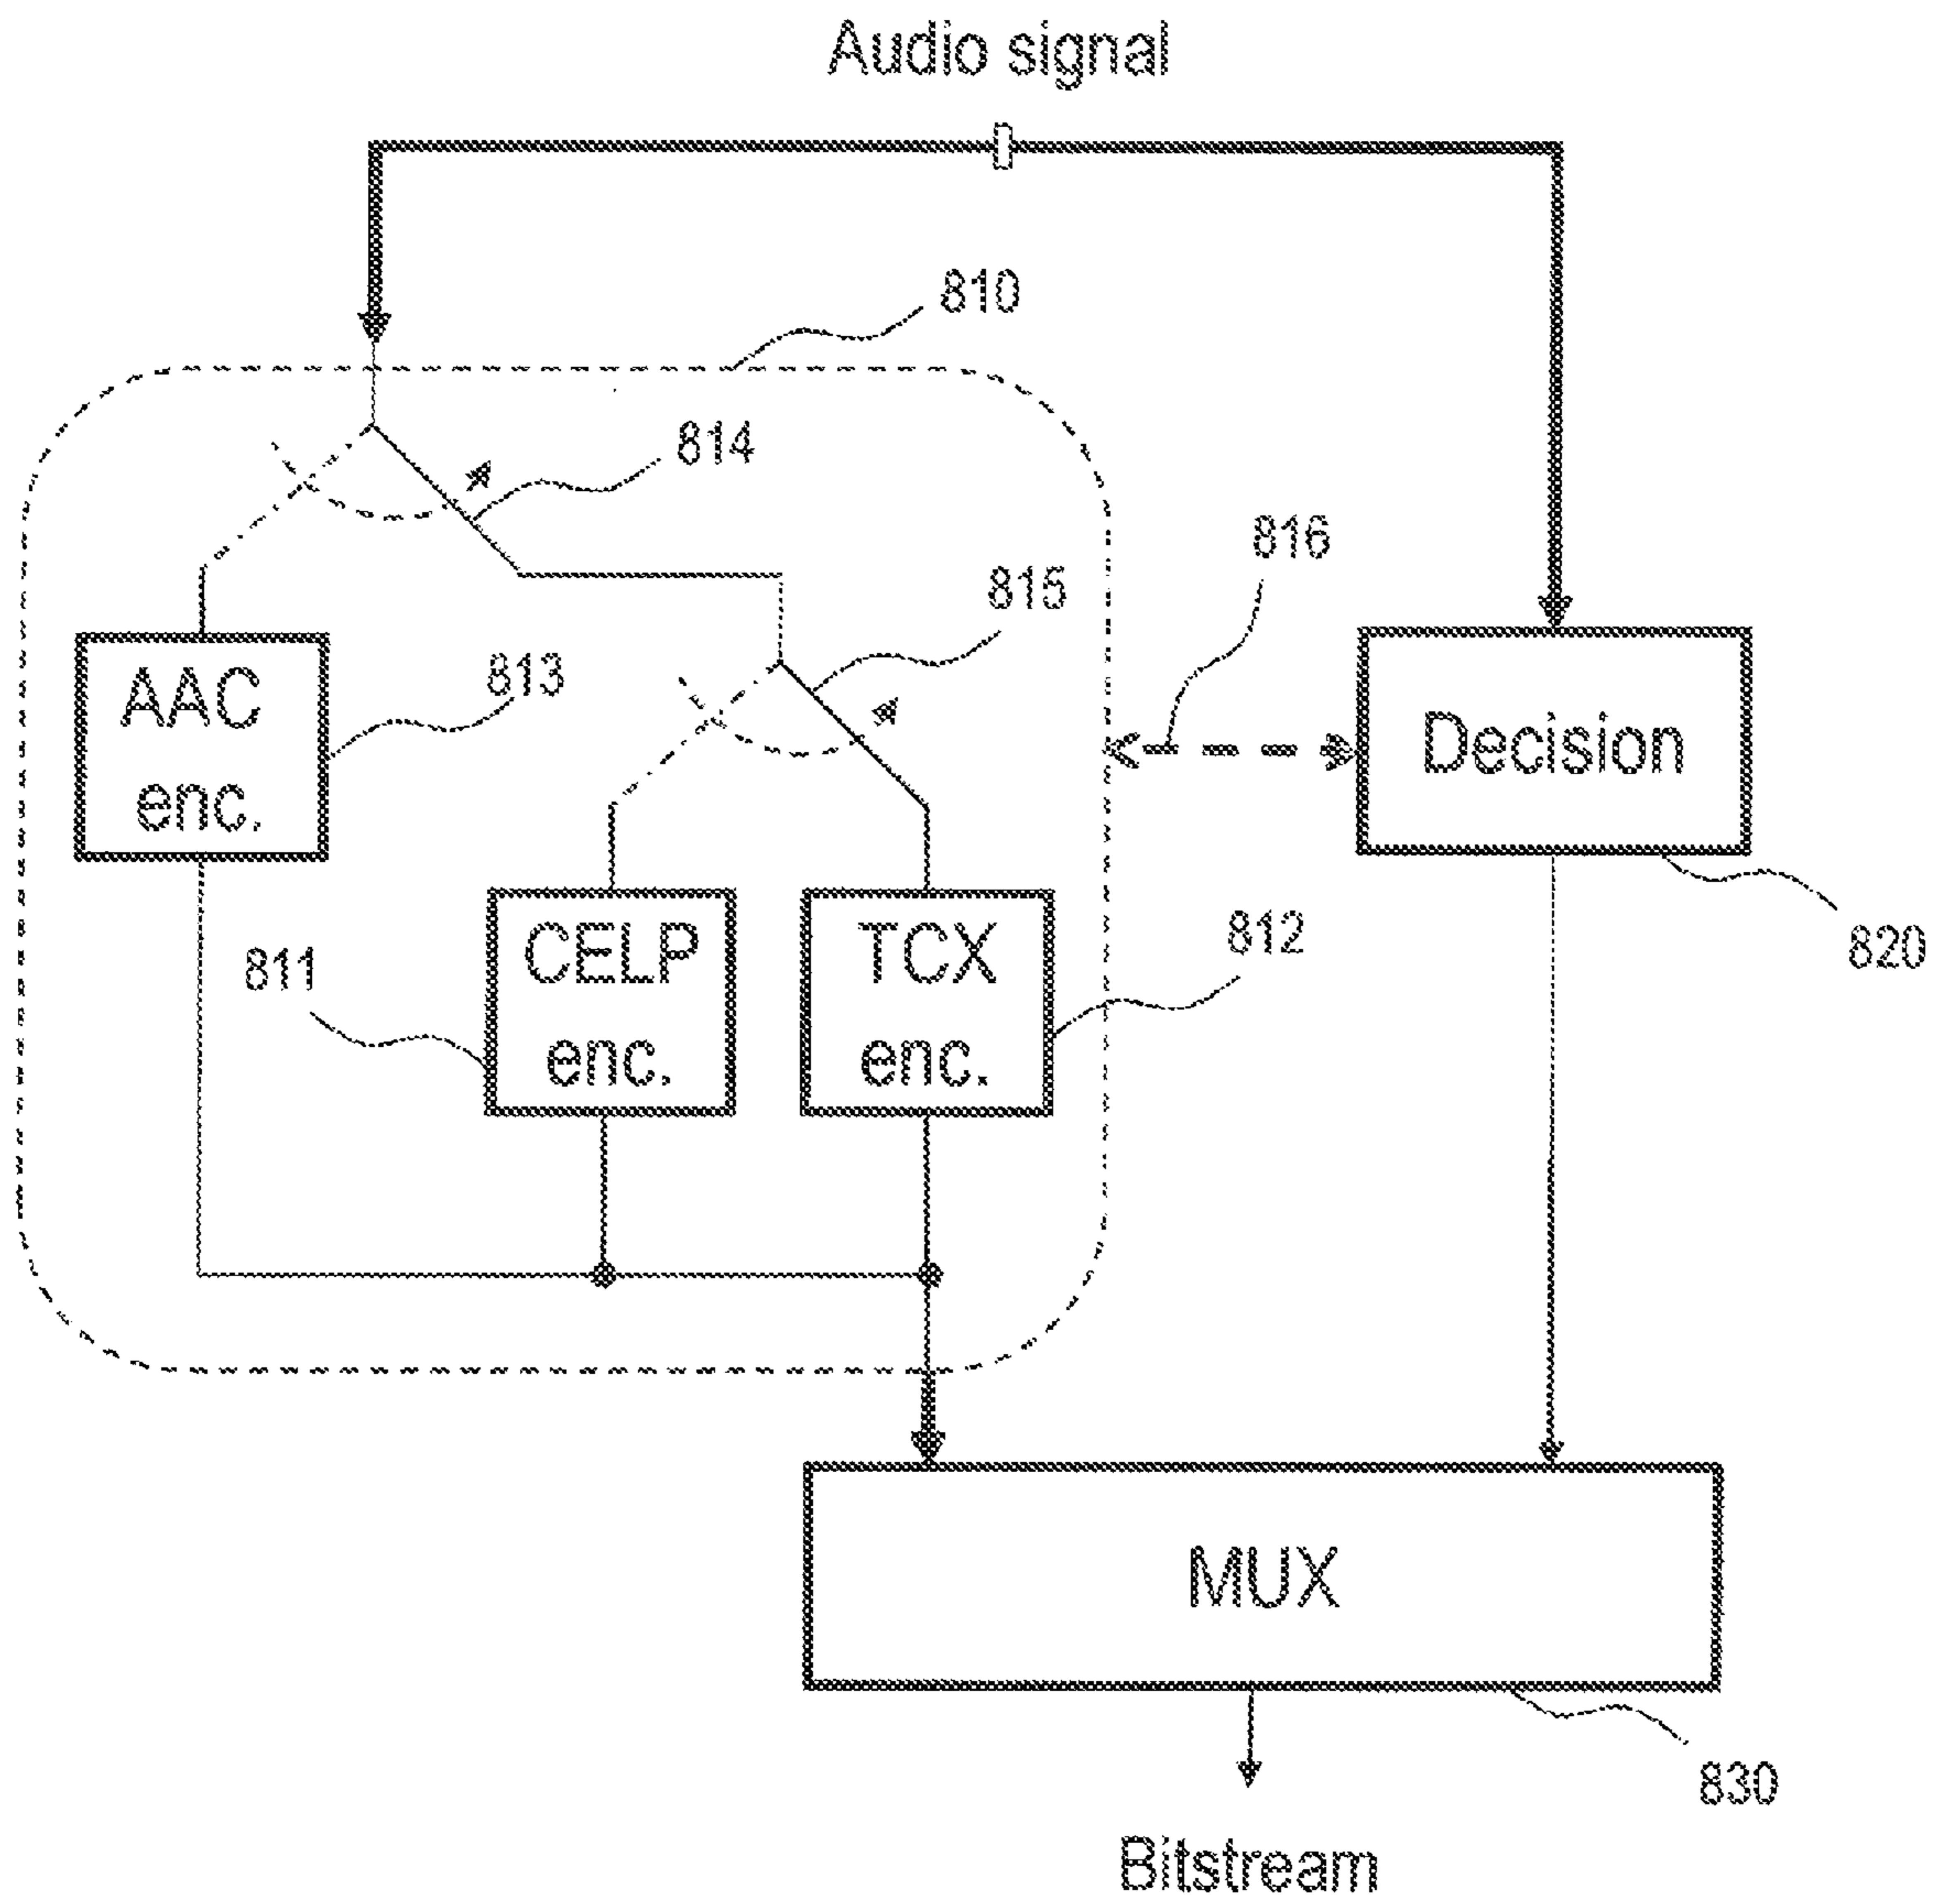 Audio signal
810
814
816
815
AAC
enc.
813
Decision
CELP
enc.
TCX
enc.
811
812
820
MUX
830
Bitstream